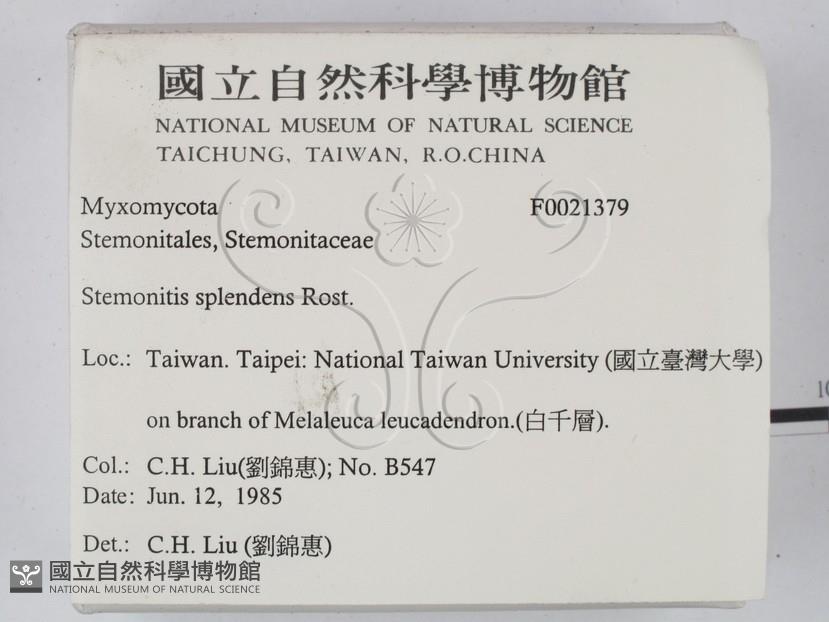 國立自然科學博物館
NATIONAL MUSEUM OF NATURAL SCIENCE
TAICHUNG, TAIWAN, R.O.CHINA
Myxomycota F0021379
Stemonitales, Stemonitaceae
Stemonitis splendens Rost.
Loc.: Taiwan. Taipei: National Taiwan University (國立臺灣大學)
on branch of Melaleuca leucadendron.(白千層).
Col.: C.H. Liu(劉錦惠); No. B547
Date: Jun. 12, 1985
Det.: C.H. Liu (劉錦惠)
國立自然科學博物館
NATIONAL MUSEUM OF NATURAL SCIENCE